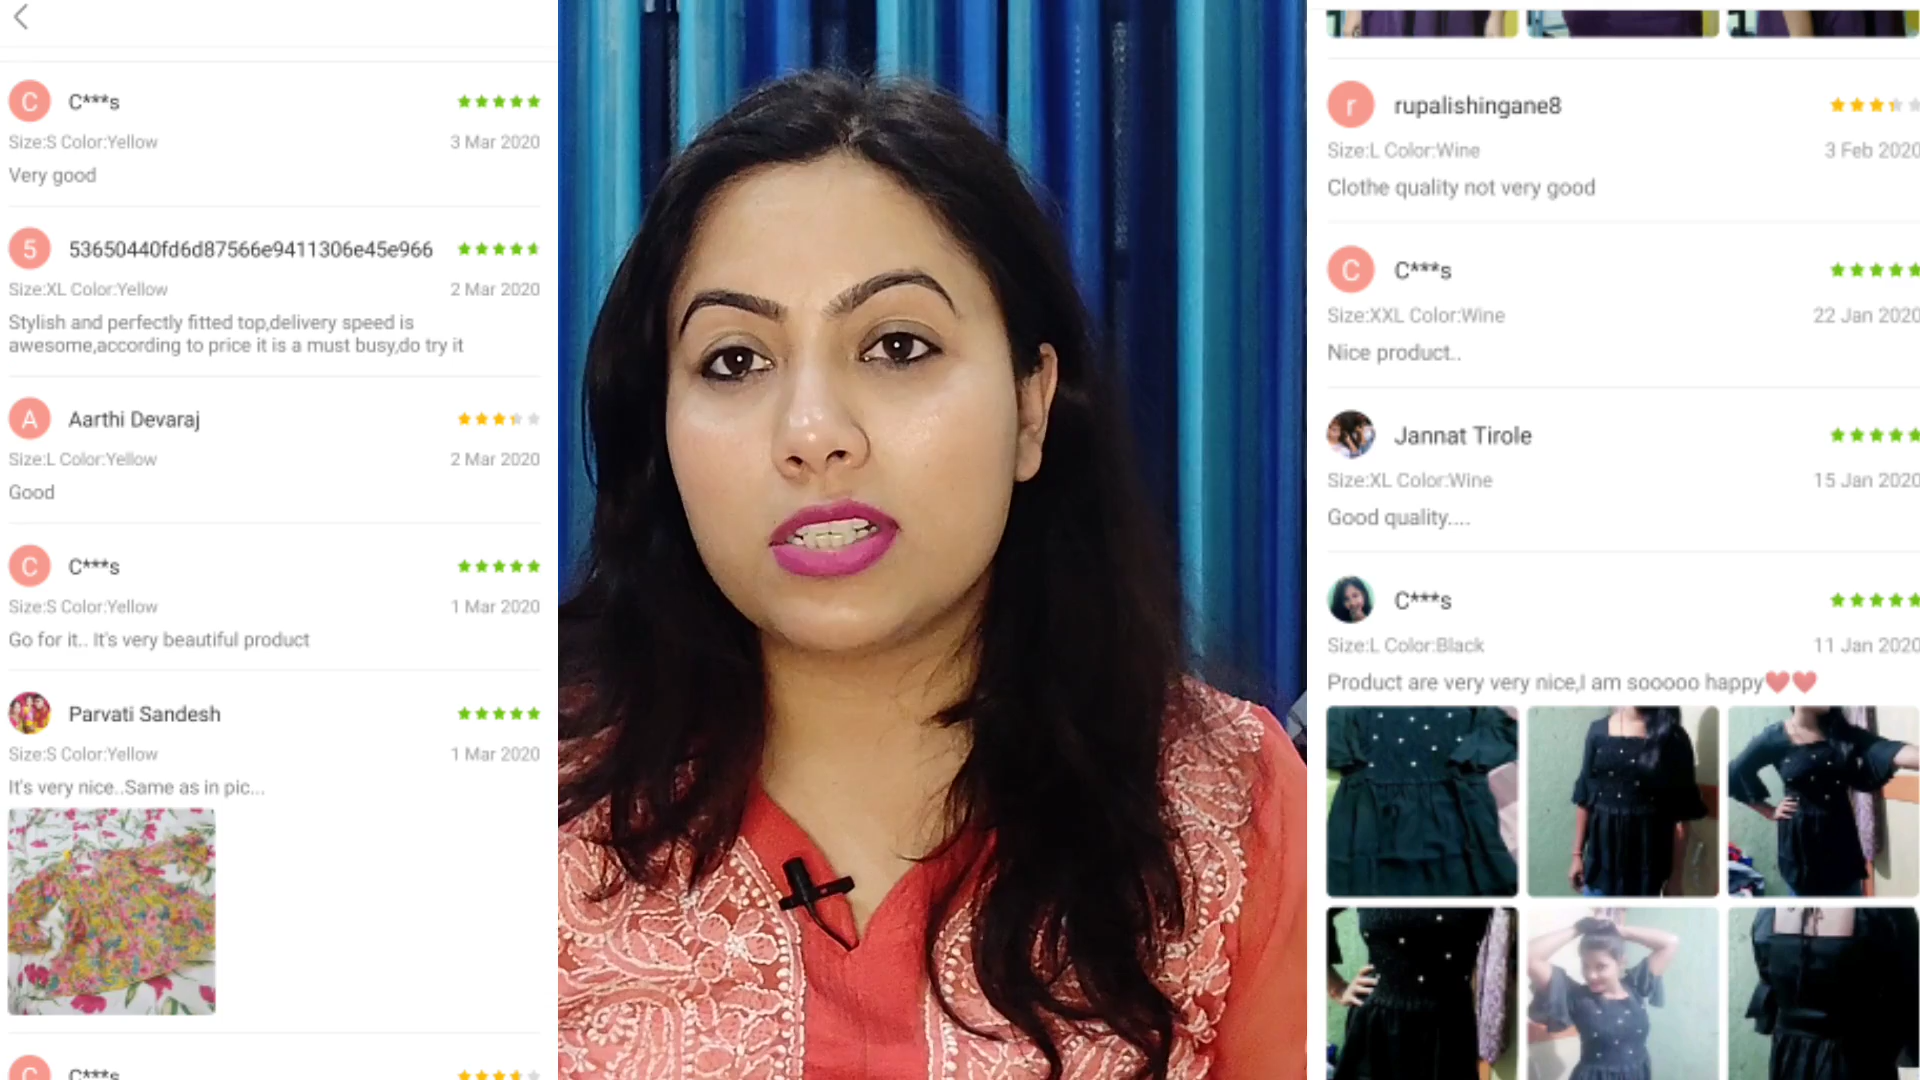 C
C***s
Size:S Color:Yellow
3 Mar 2020
Very good
5
53650440fd6d87566e9411306e45e966
Size:XL Color:Yellow
2 Mar 2020
Stylish and perfectly fitted top,delivery speed is
awesome,according to price it is a must busy,do try it
A
Aarthi Devaraj
Size:L Color:Yellow
2 Mar 2020
Good
C
C***s
Size:S Color:Yellow
1 Mar 2020
Go for it.. It's very beautiful product
Parvati Sandesh
Size:S Color:Yellow
1 Mar 2020
It's very nice..Same as in pic...
C
C***s
r
rupalishingane8
Size:L Color:Wine
3 Feb 2020
Clothe quality not very good
C
C***s
Size:XXL Color:Wine
22 Jan 2020
Nice product..
Jannat Tirole
Size:XL Color:Wine
15 Jan 2020
Good quality....
C***s
Size:L Color:Black
11 Jan 2020
Product are very very nice,I am sooooo happy❤❤